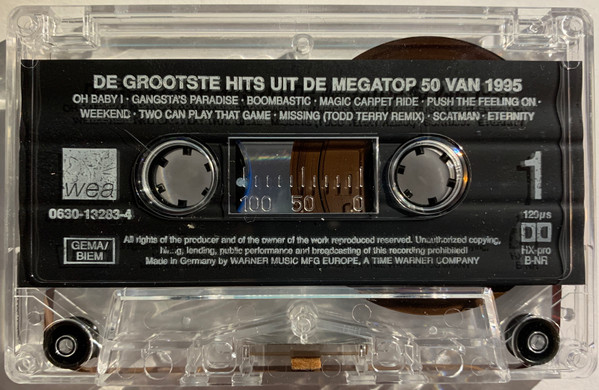 DE GROOTSTE HITS UIT DE MEGATOP 50 VAN 1995
OH BABY I · GANGSTA'S PARADISE · BOOMBASTIC · MAGIC CARPET RIDE · PUSH THE FEELING ON ·
WEEKEND · TWO CAN PLAY THAT GAME · MISSING (TODD TERRY REMIX) · SCATMAN · ETERNITY
wea
0630-13283-4
100 50 0
1
120µs
HX-pro
B-NR
GEMA/
BIEM
All rights of the producer and of the owner of the work reproduced reserved. Unauthorized copying,
lending, public performance and broadcasting of this recording prohibited!
Made in Germany by WARNER MUSIC MFG EUROPE, A TIME WARNER COMPANY